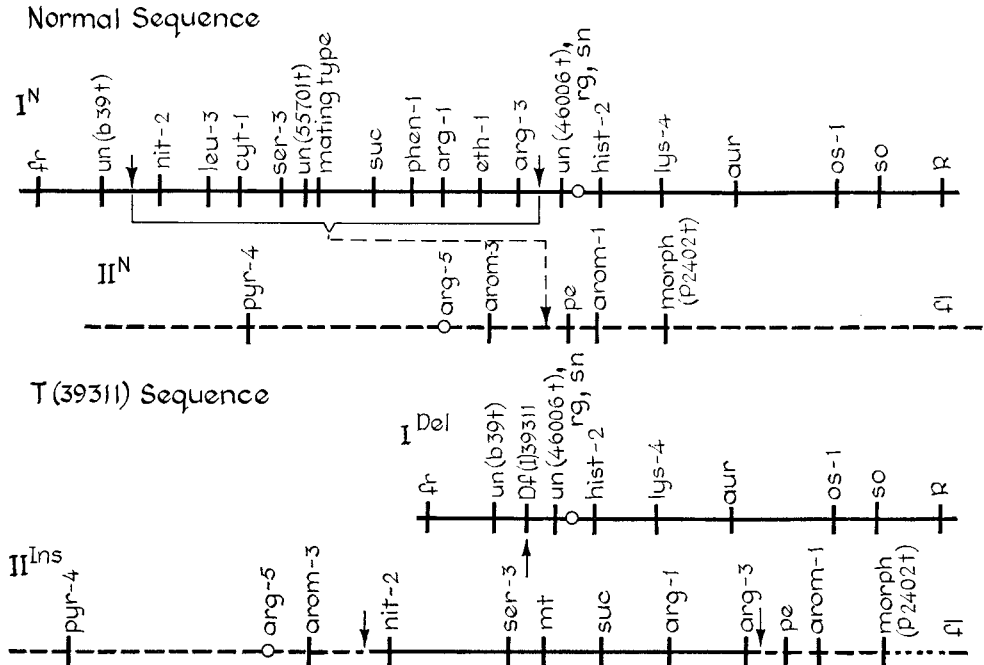 Normal Sequence
I^N
fr
un(b39t)
nit-2
leu-3
cyt-1
ser-3
un(55701t)
mating type
suc
phen-1
arg-1
eth-1
arg-3
un(46006t),
rg, sn
hist-2
lys-4
aur
os-1
so
R
II^N
pyr-4
arg-5
arom-3
pe
arom-1
morph
(P2402t)
fl
T(39311) Sequence
I^Del
fr
un(b39t)
Df(I)39311
un(46006t),
rg, sn
hist-2
lys-4
aur
os-1
so
R
II^Ins
pyr-4
arg-5
arom-3
nit-2
ser-3
mt
suc
arg-1
arg-3
pe
arom-1
morph
(P2402t)
fl